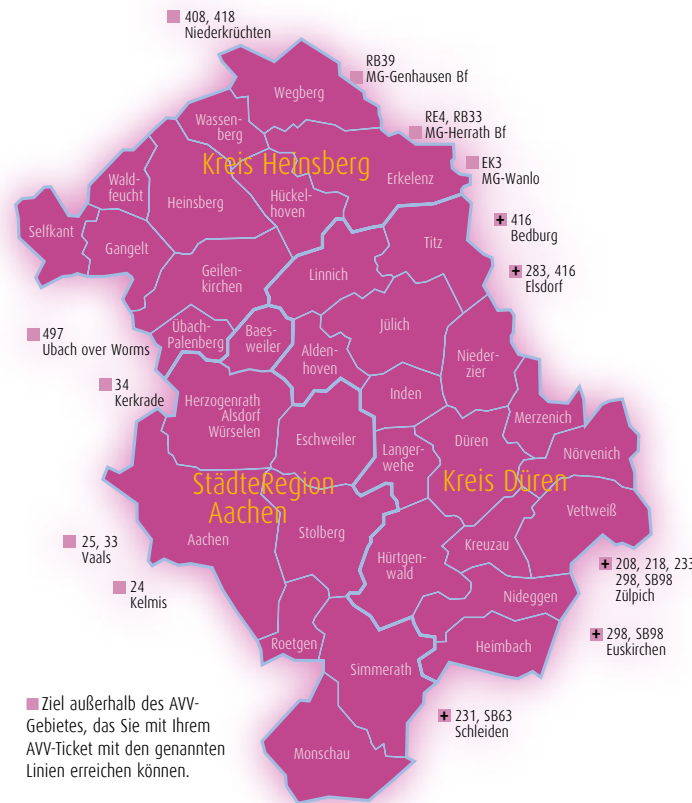 408, 418
Niederkrüchten
RB39
MG-Genhausen Bf
Wegberg
Wassen-
berg
RE4, RB33
MG-Herrath Bf
Kreis Heinsberg
EK3
MG-Wanlo
Wald-
feucht
Heinsberg
Hückel-
hoven
Erkelenz
416
Bedburg
Selfkant
Gangelt
Titz
Geilen-
kirchen
Linnich
283, 416
Elsdorf
497
Ubach over Worms
Übach-
Palenberg
Baes-
weiler
Jülich
Alden-
hoven
Nieder-
zier
34
Kerkrade
Herzogenrath
Alsdorf
Würselen
Inden
Merzenich
Eschweiler
Langer-
wehe
Düren
Nörvenich
StädteRegion
Aachen
Kreis Düren
Vettweiß
Aachen
Stolberg
25, 33
Vaals
Hürtgen-
wald
Kreuzau
208, 218, 233
298, SB98
Zülpich
24
Kelmis
Nideggen
298, SB98
Euskirchen
Roetgen
Heimbach
Simmerath
231, SB63
Schleiden
Monschau
Ziel außerhalb des AVV-
Gebietes, das Sie mit Ihrem
AVV-Ticket mit den genannten
Linien erreichen können.